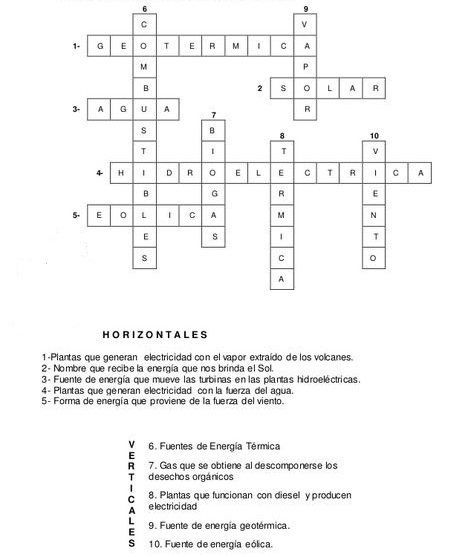 6 9
C V
1- G E O T E R M I C A
M P
B 2 S O L A R
3- A G U A R
7
S B 8 10
T I T V
4- H I D R O E L E C T R I C A
B G R E
5- E O L I C A S M N
E S I T
S C O
A
HORIZONTALES
1-Plantas que generan electricidad con el vapor extraído de los volcanes.
2- Nombre que recibe la energía que nos brinda el Sol.
3- Fuente de energía que mueve las turbinas en las plantas hidroeléctricas.
4- Plantas que generan electricidad con la fuerza del agua.
5- Forma de energía que proviene de la fuerza del viento.
VERTICALES
6. Fuentes de Energía Térmica
7. Gas que se obtiene al descomponerse los
desechos orgánicos
8. Plantas que funcionan con diesel y producen
electricidad
9. Fuente de energía geotérmica.
10. Fuente de energía eólica.